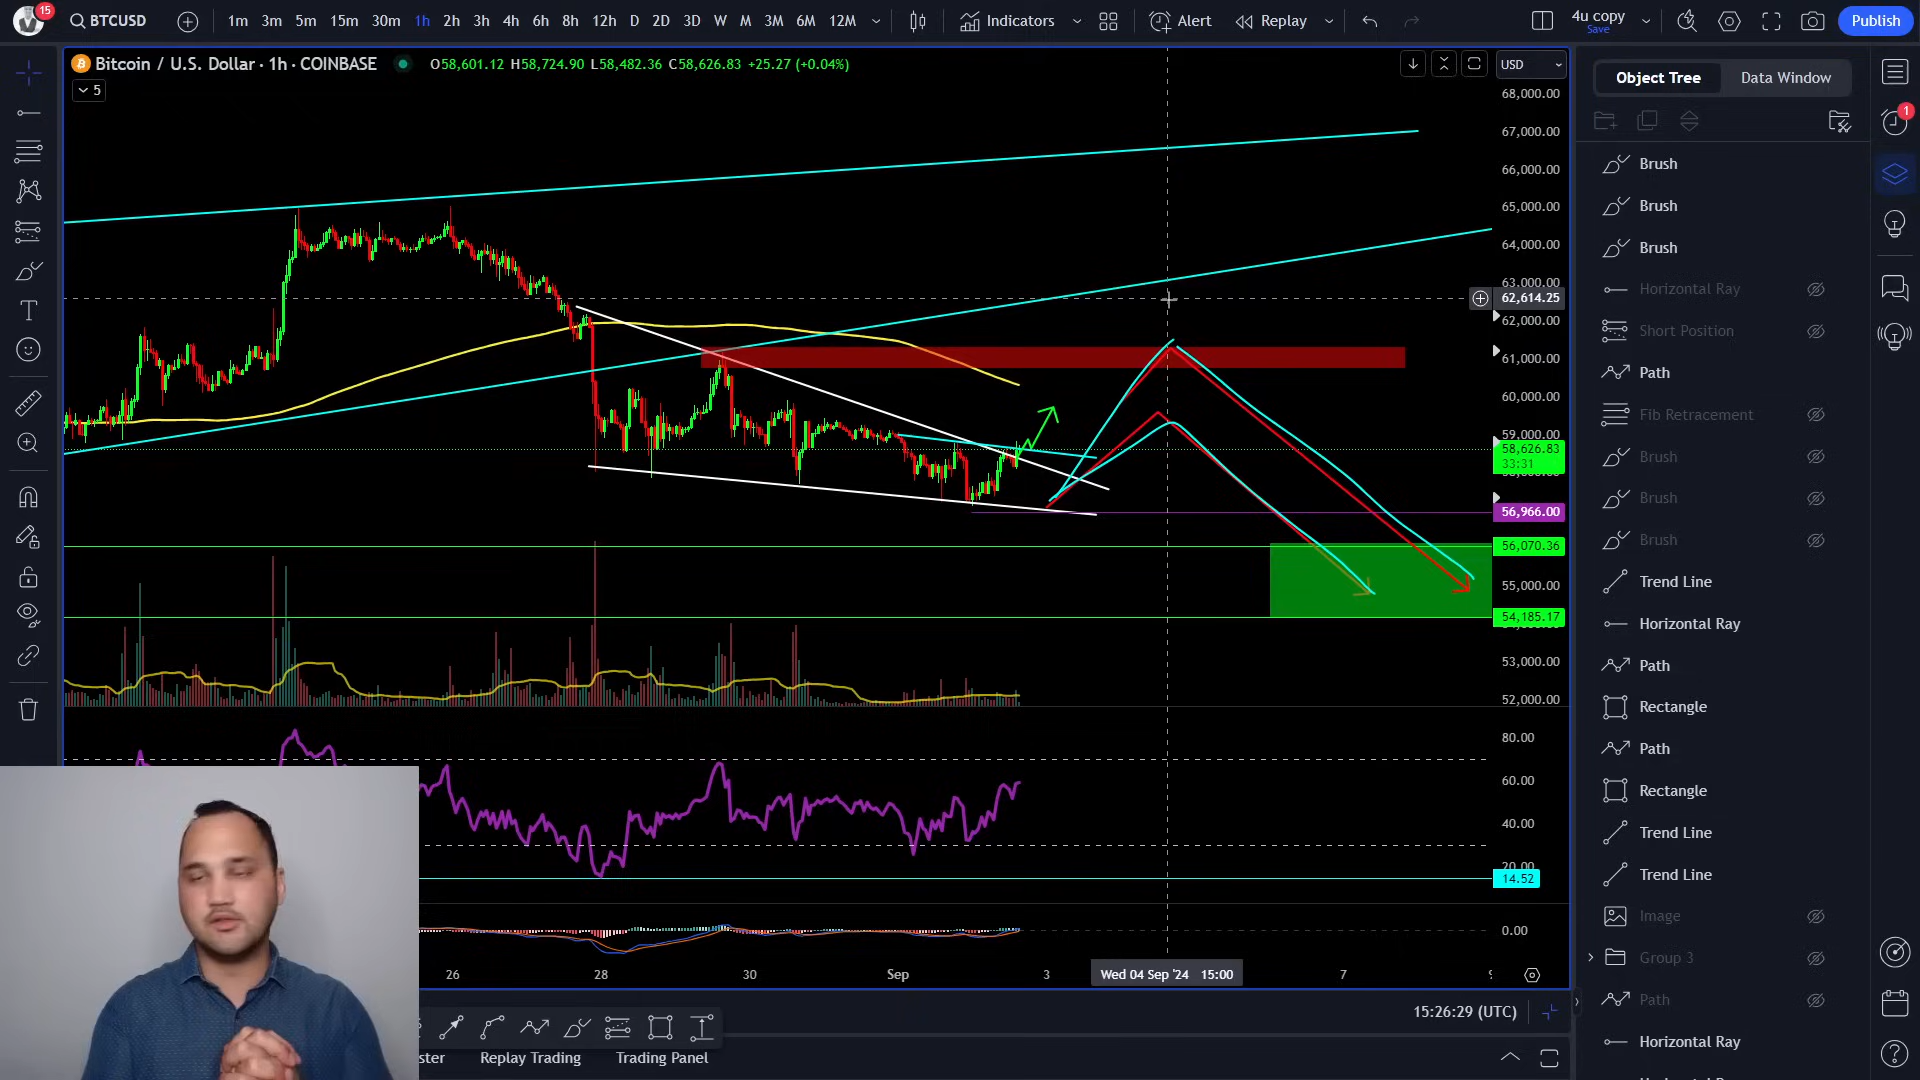 15
BTCUSD
1m 3m 5m 15m 30m 1h 2h 3h 4h 6h 8h 12h D 2D 3D W M 3M 6M 12M
Indicators
Alert
Replay
4u copy
Save
Publish
Bitcoin / U.S. Dollar · 1h · COINBASE
O58,601.12 H58,724.90 L58,482.36 C58,626.83 +25.27 (+0.04%)
USD
5
68,000.00
67,000.00
66,000.00
65,000.00
64,000.00
63,000.00
62,614.25
62,000.00
61,000.00
60,000.00
59,000.00
58,626.83
33:31
56,966.00
56,070.36
55,000.00
54,185.17
53,000.00
52,000.00
80.00
60.00
40.00
20.00
14.52
0.00
26 28 30 Sep 3 Wed 04 Sep '24 15:00 7
15:26:29 (UTC)
ster
Replay Trading
Trading Panel
Object Tree
Data Window
1
Brush
Brush
Brush
Horizontal Ray
Short Position
Path
Fib Retracement
Brush
Brush
Brush
Trend Line
Horizontal Ray
Path
Rectangle
Path
Rectangle
Trend Line
Trend Line
Image
Group 3
Path
Horizontal Ray